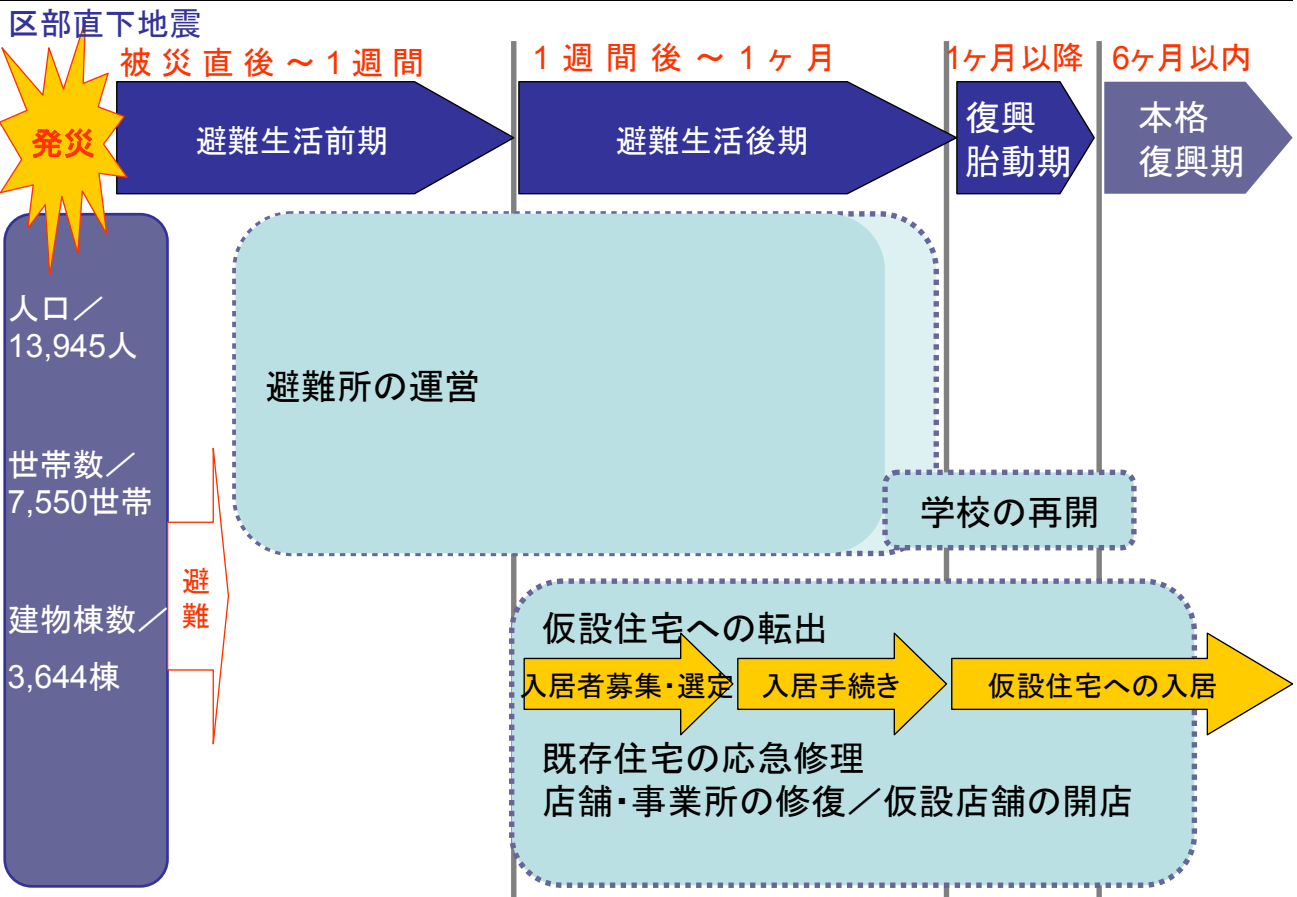 区部直下地震
被災直後~1週間
1週間後~1ヶ月
1ヶ月以降
6ヶ月以内
発災
避難生活前期
避難生活後期
復興
胎動期
本格
復興期
人口/
13,945人
世帯数/
7,550世帯
建物棟数/
3,644棟
避
難
避難所の運営
学校の再開
仮設住宅への転出
入居者募集・選定
入居手続き
仮設住宅への入居
既存住宅の応急修理
店舗・事業所の修復/仮設店舗の開店